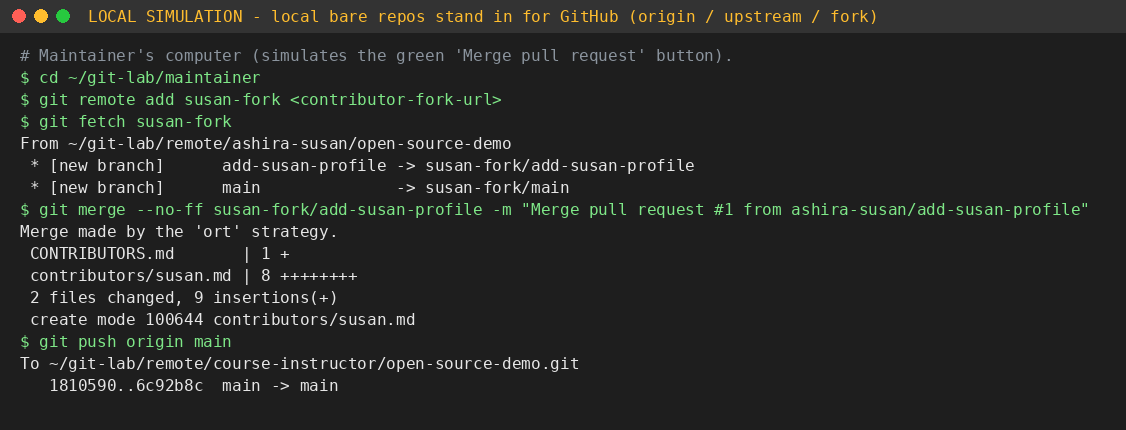 LOCAL SIMULATION - local bare repos stand in for GitHub (origin / upstream / fork)
# Maintainer's computer (simulates the green 'Merge pull request' button).
$ cd ~/git-lab/maintainer
$ git remote add susan-fork <contributor-fork-url>
$ git fetch susan-fork
From ~/git-lab/remote/ashira-susan/open-source-demo
 * [new branch]      add-susan-profile -> susan-fork/add-susan-profile
 * [new branch]      main              -> susan-fork/main
$ git merge --no-ff susan-fork/add-susan-profile -m "Merge pull request #1 from ashira-susan/add-susan-profile"
Merge made by the 'ort' strategy.
 CONTRIBUTORS.md       | 1 +
 contributors/susan.md | 8 ++++++++
 2 files changed, 9 insertions(+)
 create mode 100644 contributors/susan.md
$ git push origin main
To ~/git-lab/remote/course-instructor/open-source-demo.git
   1810590..6c92b8c  main -> main